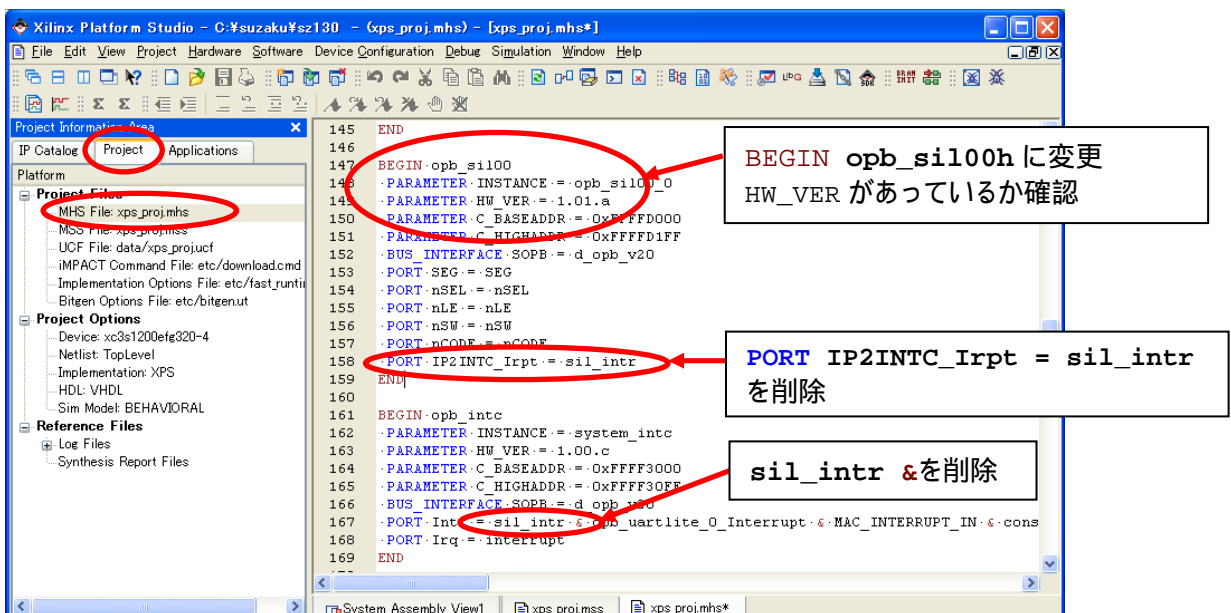 Xilinx Platform Studio - C:¥suzaku¥sz130 - (xps_proj.mhs) - [xps_proj.mhs*]
File Edit View Project Hardware Software Device Configuration Debug Simulation Window Help
Project Information Area
IP Catalog Project Applications
Platform
Project Files
MHS File: xps_proj.mhs
MSS File: xps_proj.mss
UCF File: data/xps_proj.ucf
iMPACT Command File: etc/download.cmd
Implementation Options File: etc/fast_runti
Bitgen Options File: etc/bitgen.ut
Project Options
Device: xc3s1200efg320-4
Netlist: TopLevel
Implementation: XPS
HDL: VHDL
Sim Model: BEHAVIORAL
Reference Files
Log Files
Synthesis Report Files
145 END
146
147 BEGIN opb_sil00
148 PARAMETER INSTANCE = opb_sil00_0
149 PARAMETER HW_VER = 1.01.a
150 PARAMETER C_BASEADDR = 0xFFFFD000
151 PARAMETER C_HIGHADDR = 0xFFFFD1FF
152 BUS_INTERFACE SOPB = d_opb_v20
153 PORT SEG = SEG
154 PORT nSEL = nSEL
155 PORT nLE = nLE
156 PORT nSW = nSW
157 PORT nCODE = nCODE
158 PORT IP2INTC_Irpt = sil_intr
159 END
160
161 BEGIN opb_intc
162 PARAMETER INSTANCE = system_intc
163 PARAMETER HW_VER = 1.00.c
164 PARAMETER C_BASEADDR = 0xFFFF3000
165 PARAMETER C_HIGHADDR = 0xFFFF30FF
166 BUS_INTERFACE SOPB = d_opb_v20
167 PORT Intr = sil_intr & opb_uartlite_0_Interrupt & MAC_INTERRUPT_IN & cons
168 PORT Irq = interrupt
169 END
System Assembly View1 xps_proj.mss xps_proj.mhs*
BEGIN opb_sil00h に変更
HW_VER があっているか確認
PORT IP2INTC_Irpt = sil_intr
を削除
sil_intr &を削除